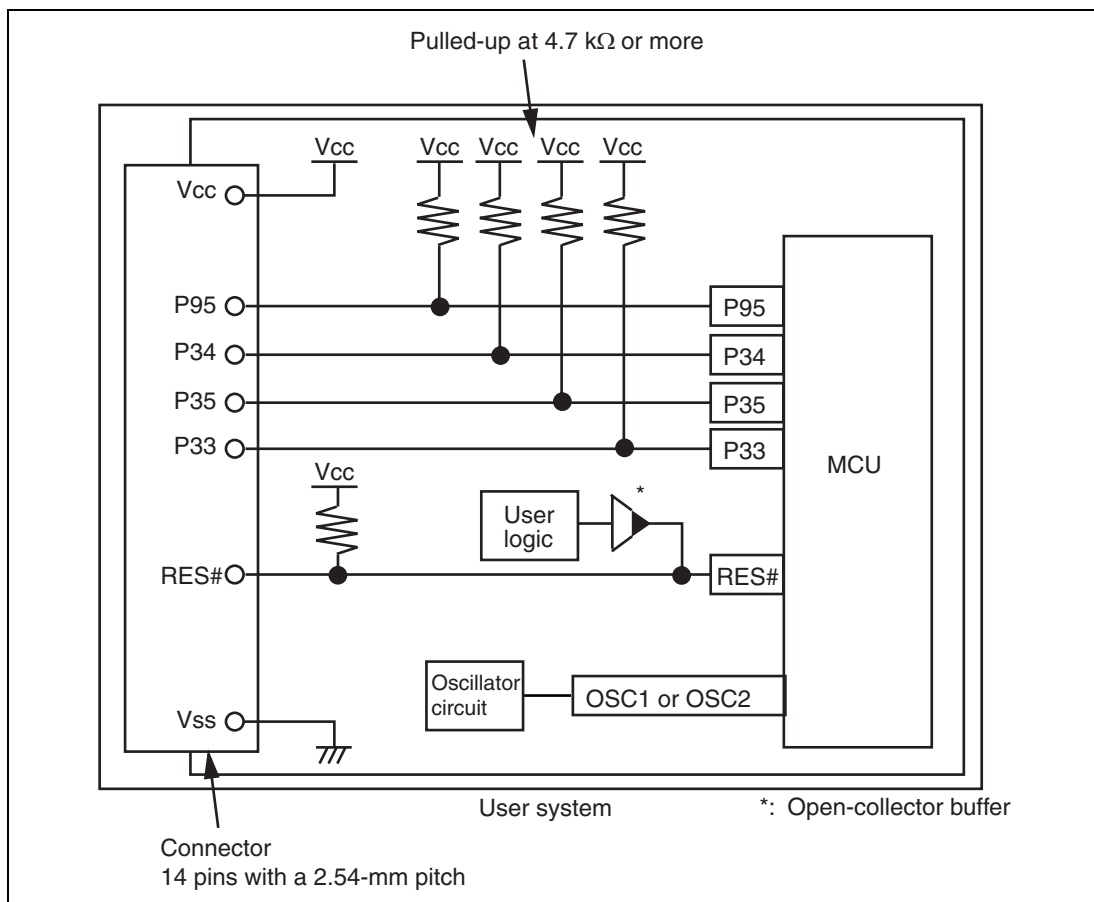 Pulled-up at 4.7 kΩ or more
Vcc
Vcc
Vcc
Vcc
Vcc
Vcc
P95
P95
P34
P34
P35
P35
P33
P33
MCU
Vcc
*
User
logic
RES#
RES#
Oscillator
circuit
OSC1 or OSC2
Vss
User system
*: Open-collector buffer
Connector
14 pins with a 2.54-mm pitch